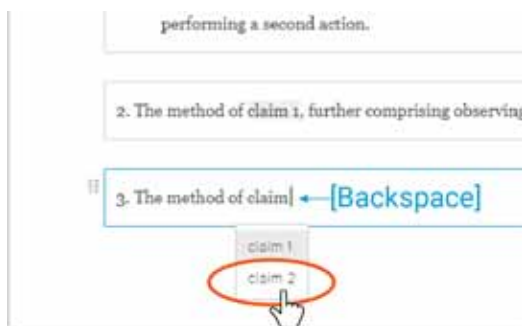 performing a second action.
2. The method of claim 1, further comprising observing
3. The method of claim [Backspace]
claim 1
claim 2